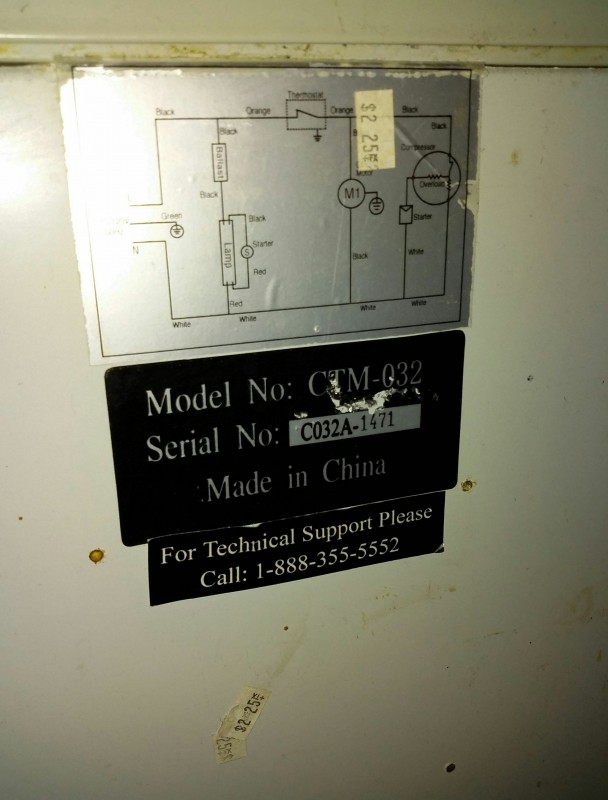 Thermostat
Black
Orange
Orange
Black
$2.25
Black
Black
Ballast
Compressor
Motor
Overload
Black
M1
Green
Black
Starter
L
N
Lamp
S
Starter
White
Red
Black
Red
White
White
White
White
Model No: CTM-032
Serial No: C032A-1471
Made in China
For Technical Support Please
Call: 1-888-355-5552
$2.25